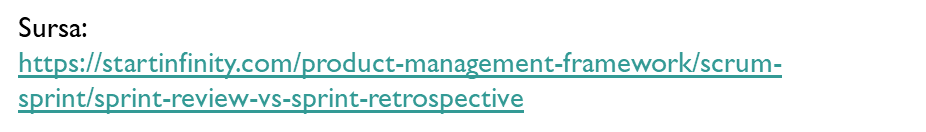 Sursa:
https://startinfinity.com/product-management-framework/scrum-
sprint/sprint-review-vs-sprint-retrospective